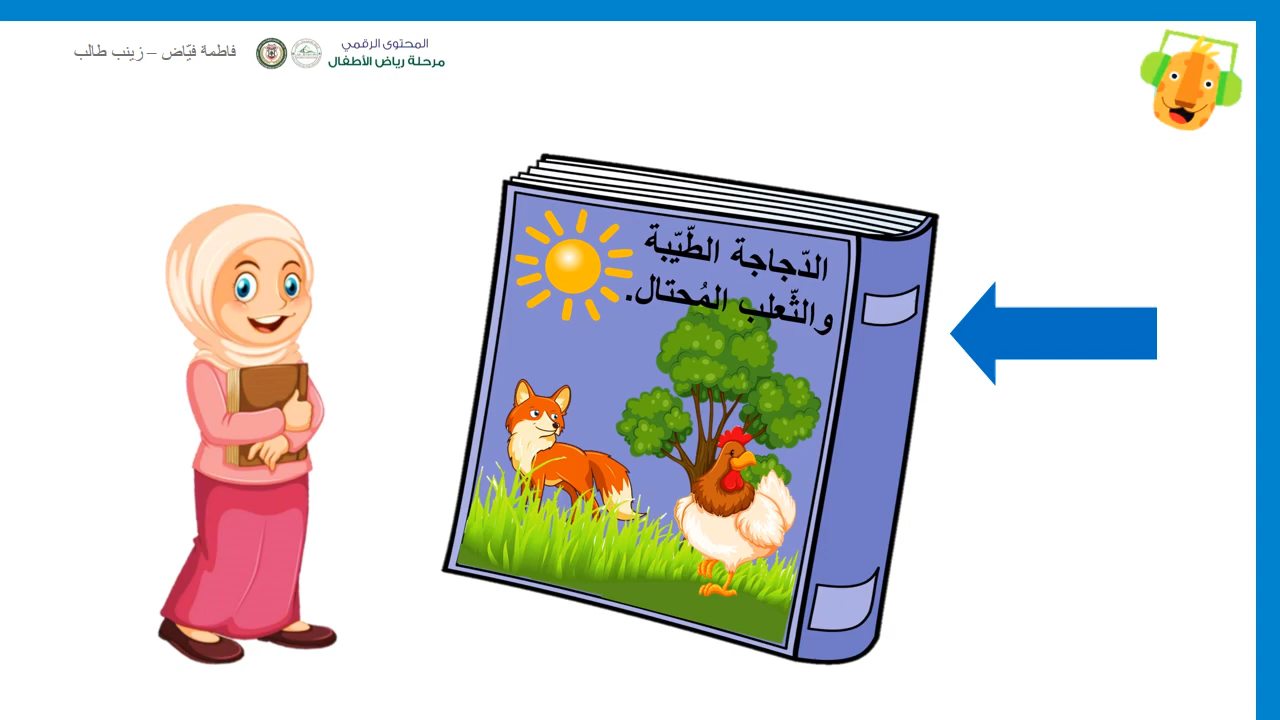 المحتوى الرقمي
مرحلة رياض الأطفال
فاطمة فيّاض – زينب طالب
الدّجاجة الطّيّبة
والثّعلب المُحتال.